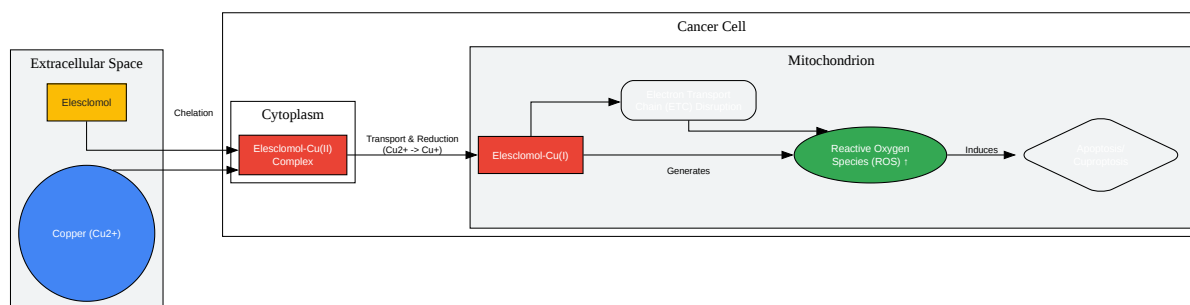 Cancer Cell
Extracellular Space
Mitochondrion
Elesclomol
Chelation
Cytoplasm
Electron Transport
Chain (ETC) Disruption
Elesclomol-Cu(II)
Complex
Transport & Reduction
(Cu2+ -> Cu+)
Elesclomol-Cu(I)
Generates
Reactive Oxygen
Species (ROS) ↑
Induces
Apoptosis/
Cuproptosis
Copper (Cu2+)